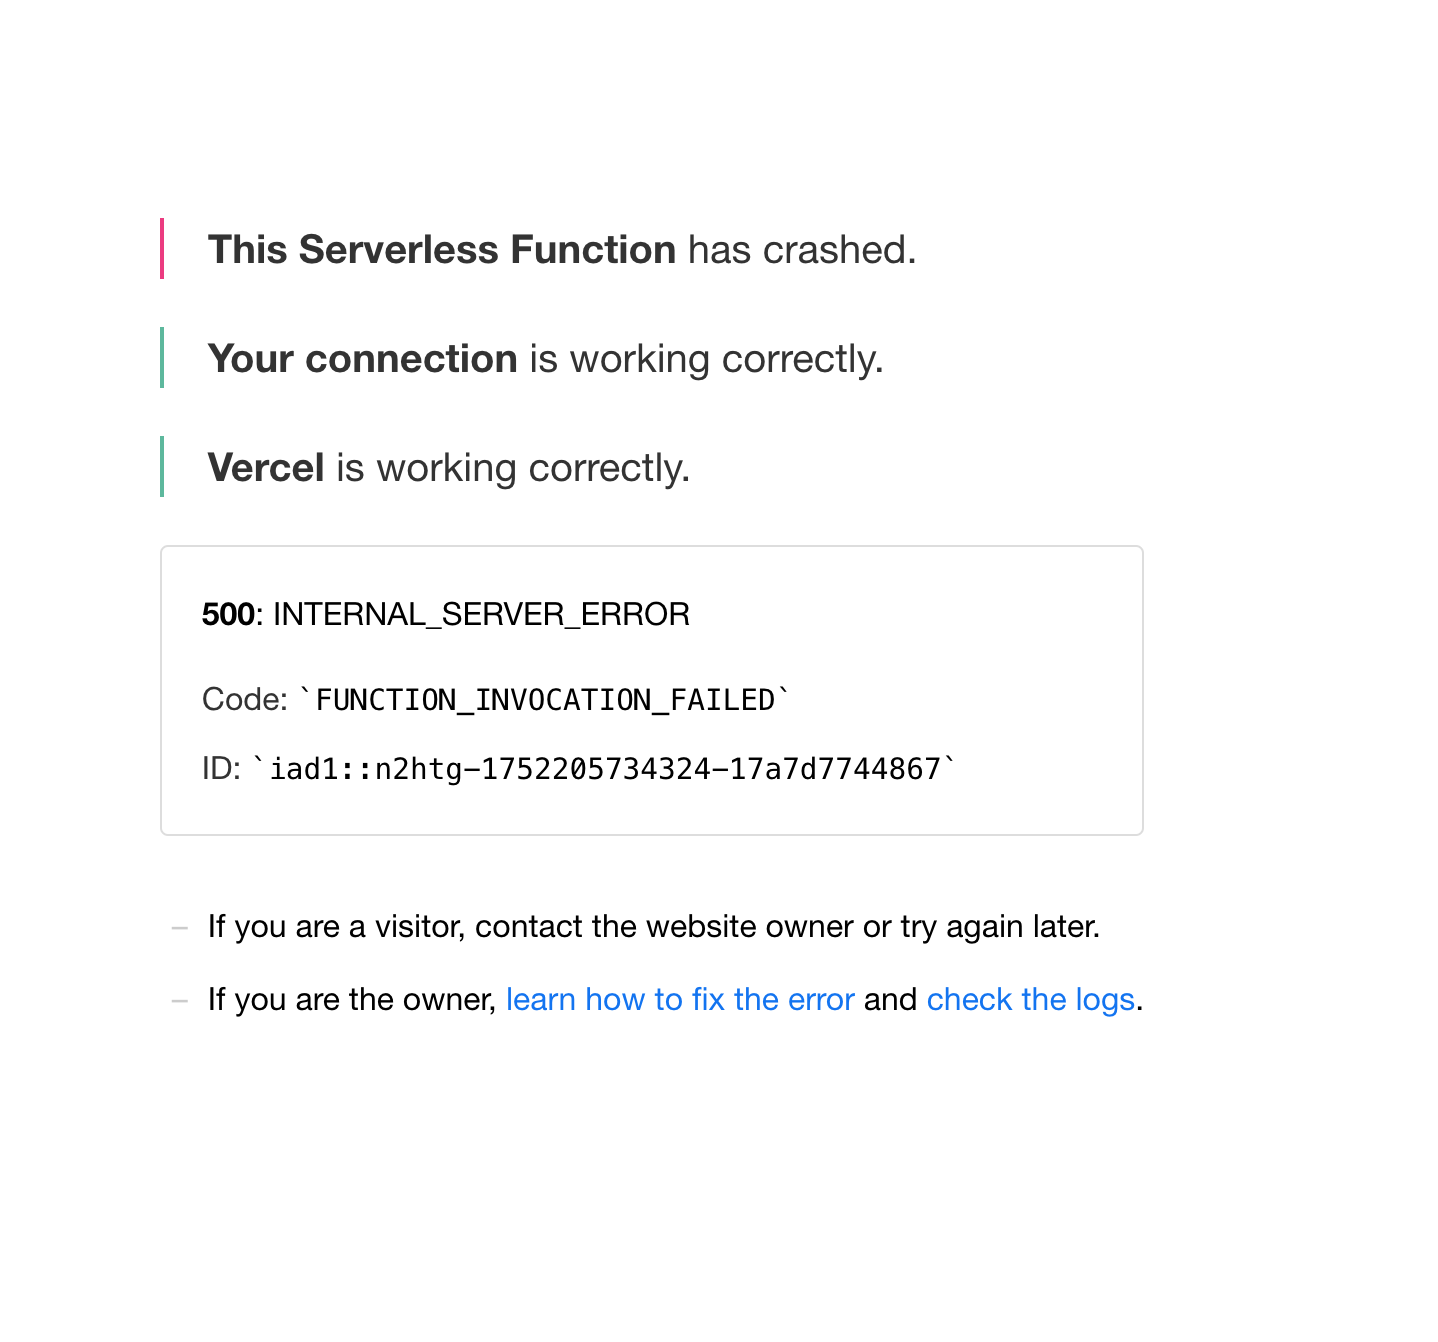 This Serverless Function has crashed.
Your connection is working correctly.
Vercel is working correctly.
500: INTERNAL_SERVER_ERROR
Code: `FUNCTION_INVOCATION_FAILED`
ID: `iad1::n2htg-1752205734324-17a7d7744867`
– If you are a visitor, contact the website owner or try again later.
– If you are the owner, learn how to fix the error and check the logs.